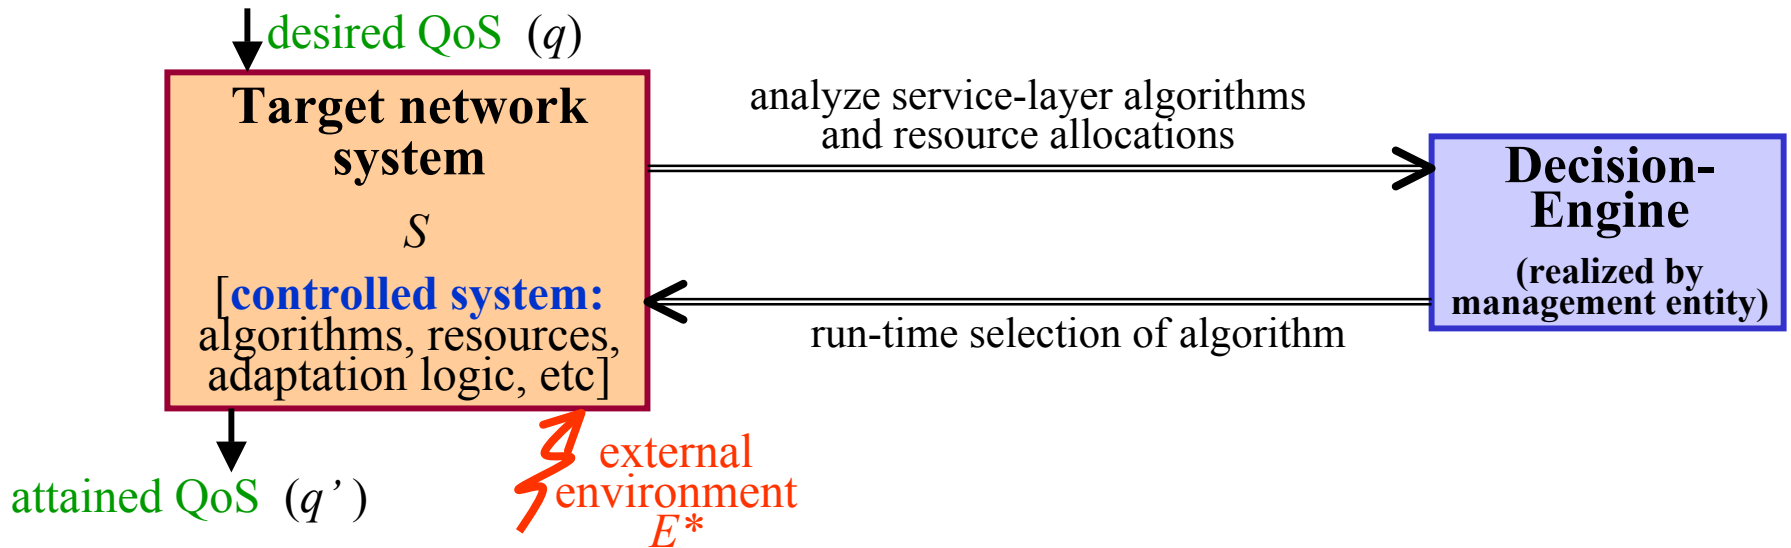 desired QoS (q)
Target network
system
S
[controlled system:
algorithms, resources,
adaptation logic, etc]
attained QoS (q’ )
external
environment
E*
analyze service-layer algorithms
and resource allocations
run-time selection of algorithm
Decision-
Engine
(realized by
management entity)